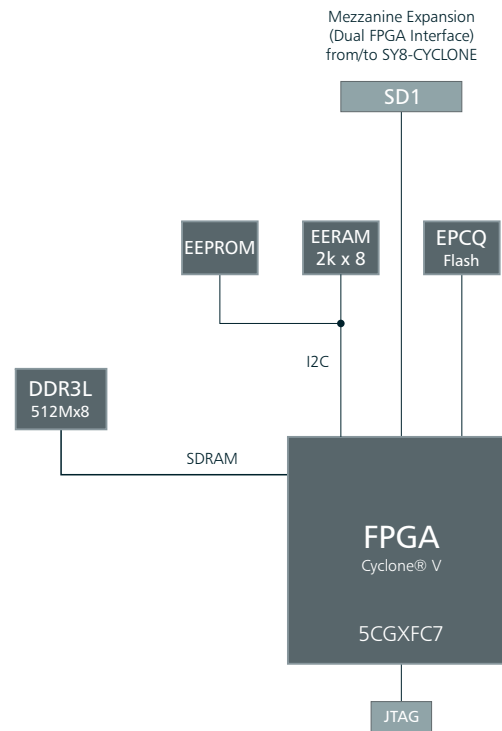 Mezzanine Expansion
(Dual FPGA Interface)
from/to SY8-CYCLONE
SD1
EEPROM
EERAM
2k x 8
EPCQ
Flash
I2C
DDR3L
512Mx8
SDRAM
FPGA
Cyclone® V
5CGXFC7
JTAG